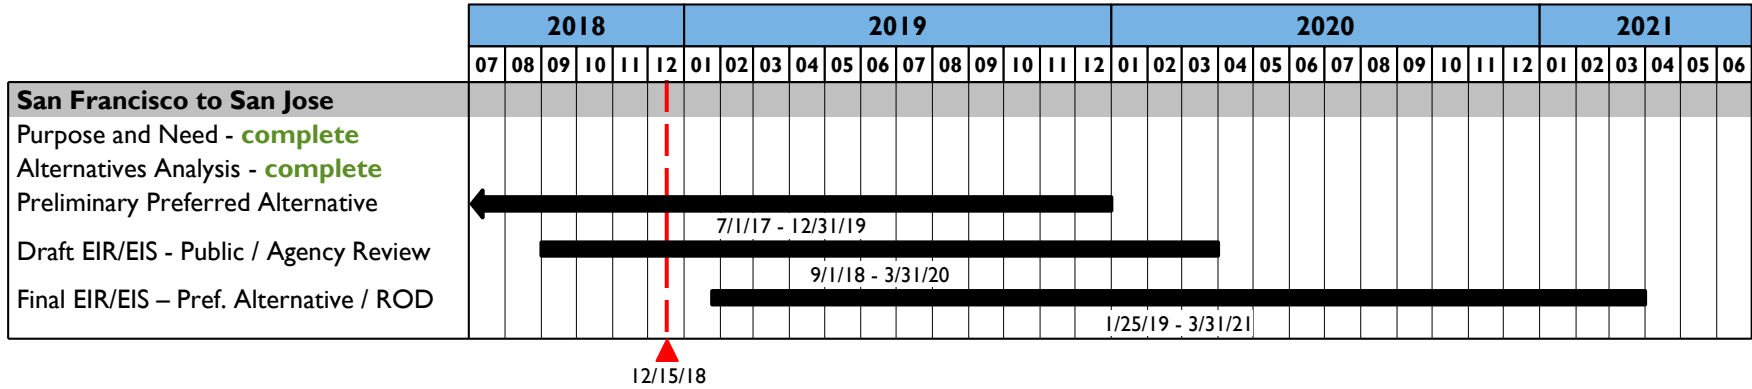 2018 2019 2020 2021
07 08 09 10 11 12 01 02 03 04 05 06 07 08 09 10 11 12 01 02 03 04 05 06 07 08 09 10 11 12 01 02 03 04 05 06
San Francisco to San Jose
Purpose and Need - complete
Alternatives Analysis - complete
Preliminary Preferred Alternative
7/1/17 - 12/31/19
Draft EIR/EIS - Public / Agency Review
9/1/18 - 3/31/20
Final EIR/EIS – Pref. Alternative / ROD
1/25/19 - 3/31/21
12/15/18